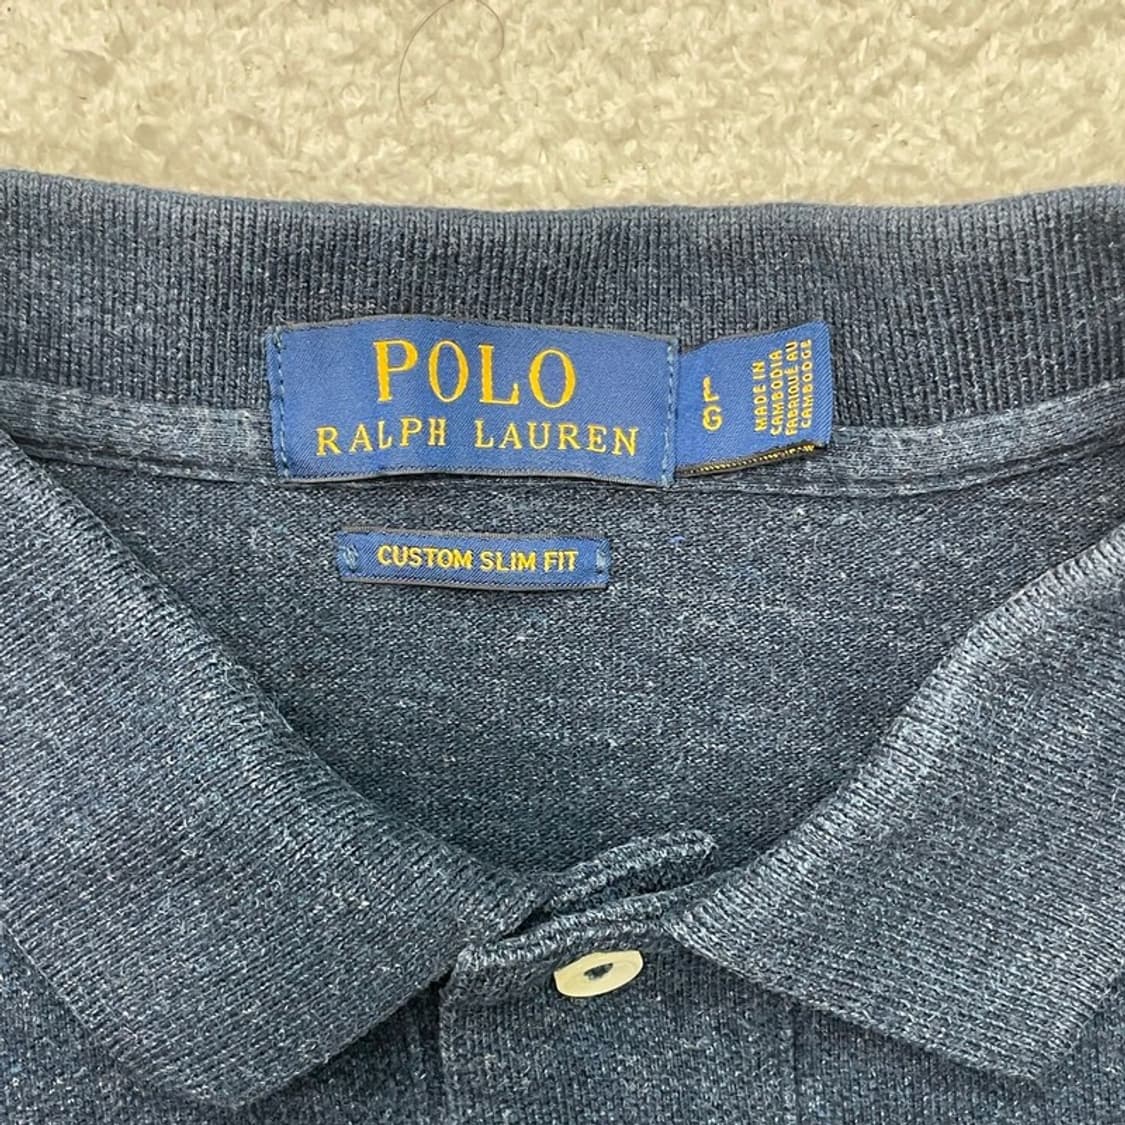 POLO
RALPH LAUREN
L
G
MADE IN
CAMBODIA
FABRIQUÉ AU
CAMBODGE
CUSTOM SLIM FIT